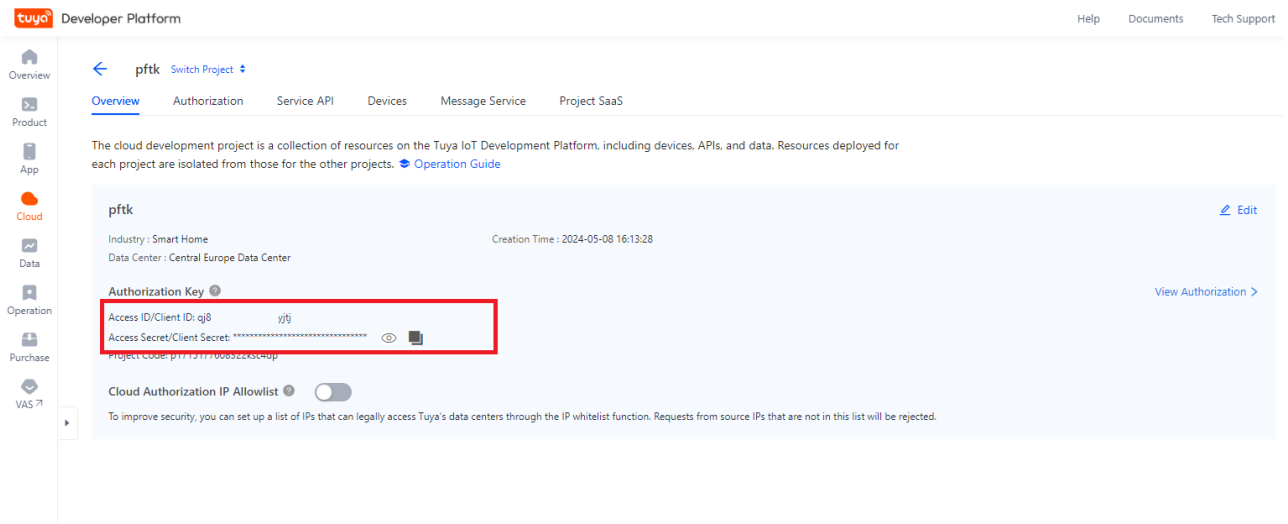 tuya Developer Platform
Help Documents Tech Support
Overview
Product
App
Cloud
Data
Operation
Purchase
VAS
pftk Switch Project
Overview Authorization Service API Devices Message Service Project SaaS
The cloud development project is a collection of resources on the Tuya IoT Development Platform, including devices, APIs, and data. Resources deployed for
each project are isolated from those for the other projects. Operation Guide
pftk
Edit
Industry : Smart Home Creation Time : 2024-05-08 16:13:28
Data Center : Central Europe Data Center
Authorization Key
View Authorization >
Access ID/Client ID: qj8 yjtj
Access Secret/Client Secret: ********************************
Project Code:
Cloud Authorization IP Allowlist
To improve security, you can set up a list of IPs that can legally access Tuya's data centers through the IP whitelist function. Requests from source IPs that are not in this list will be rejected.